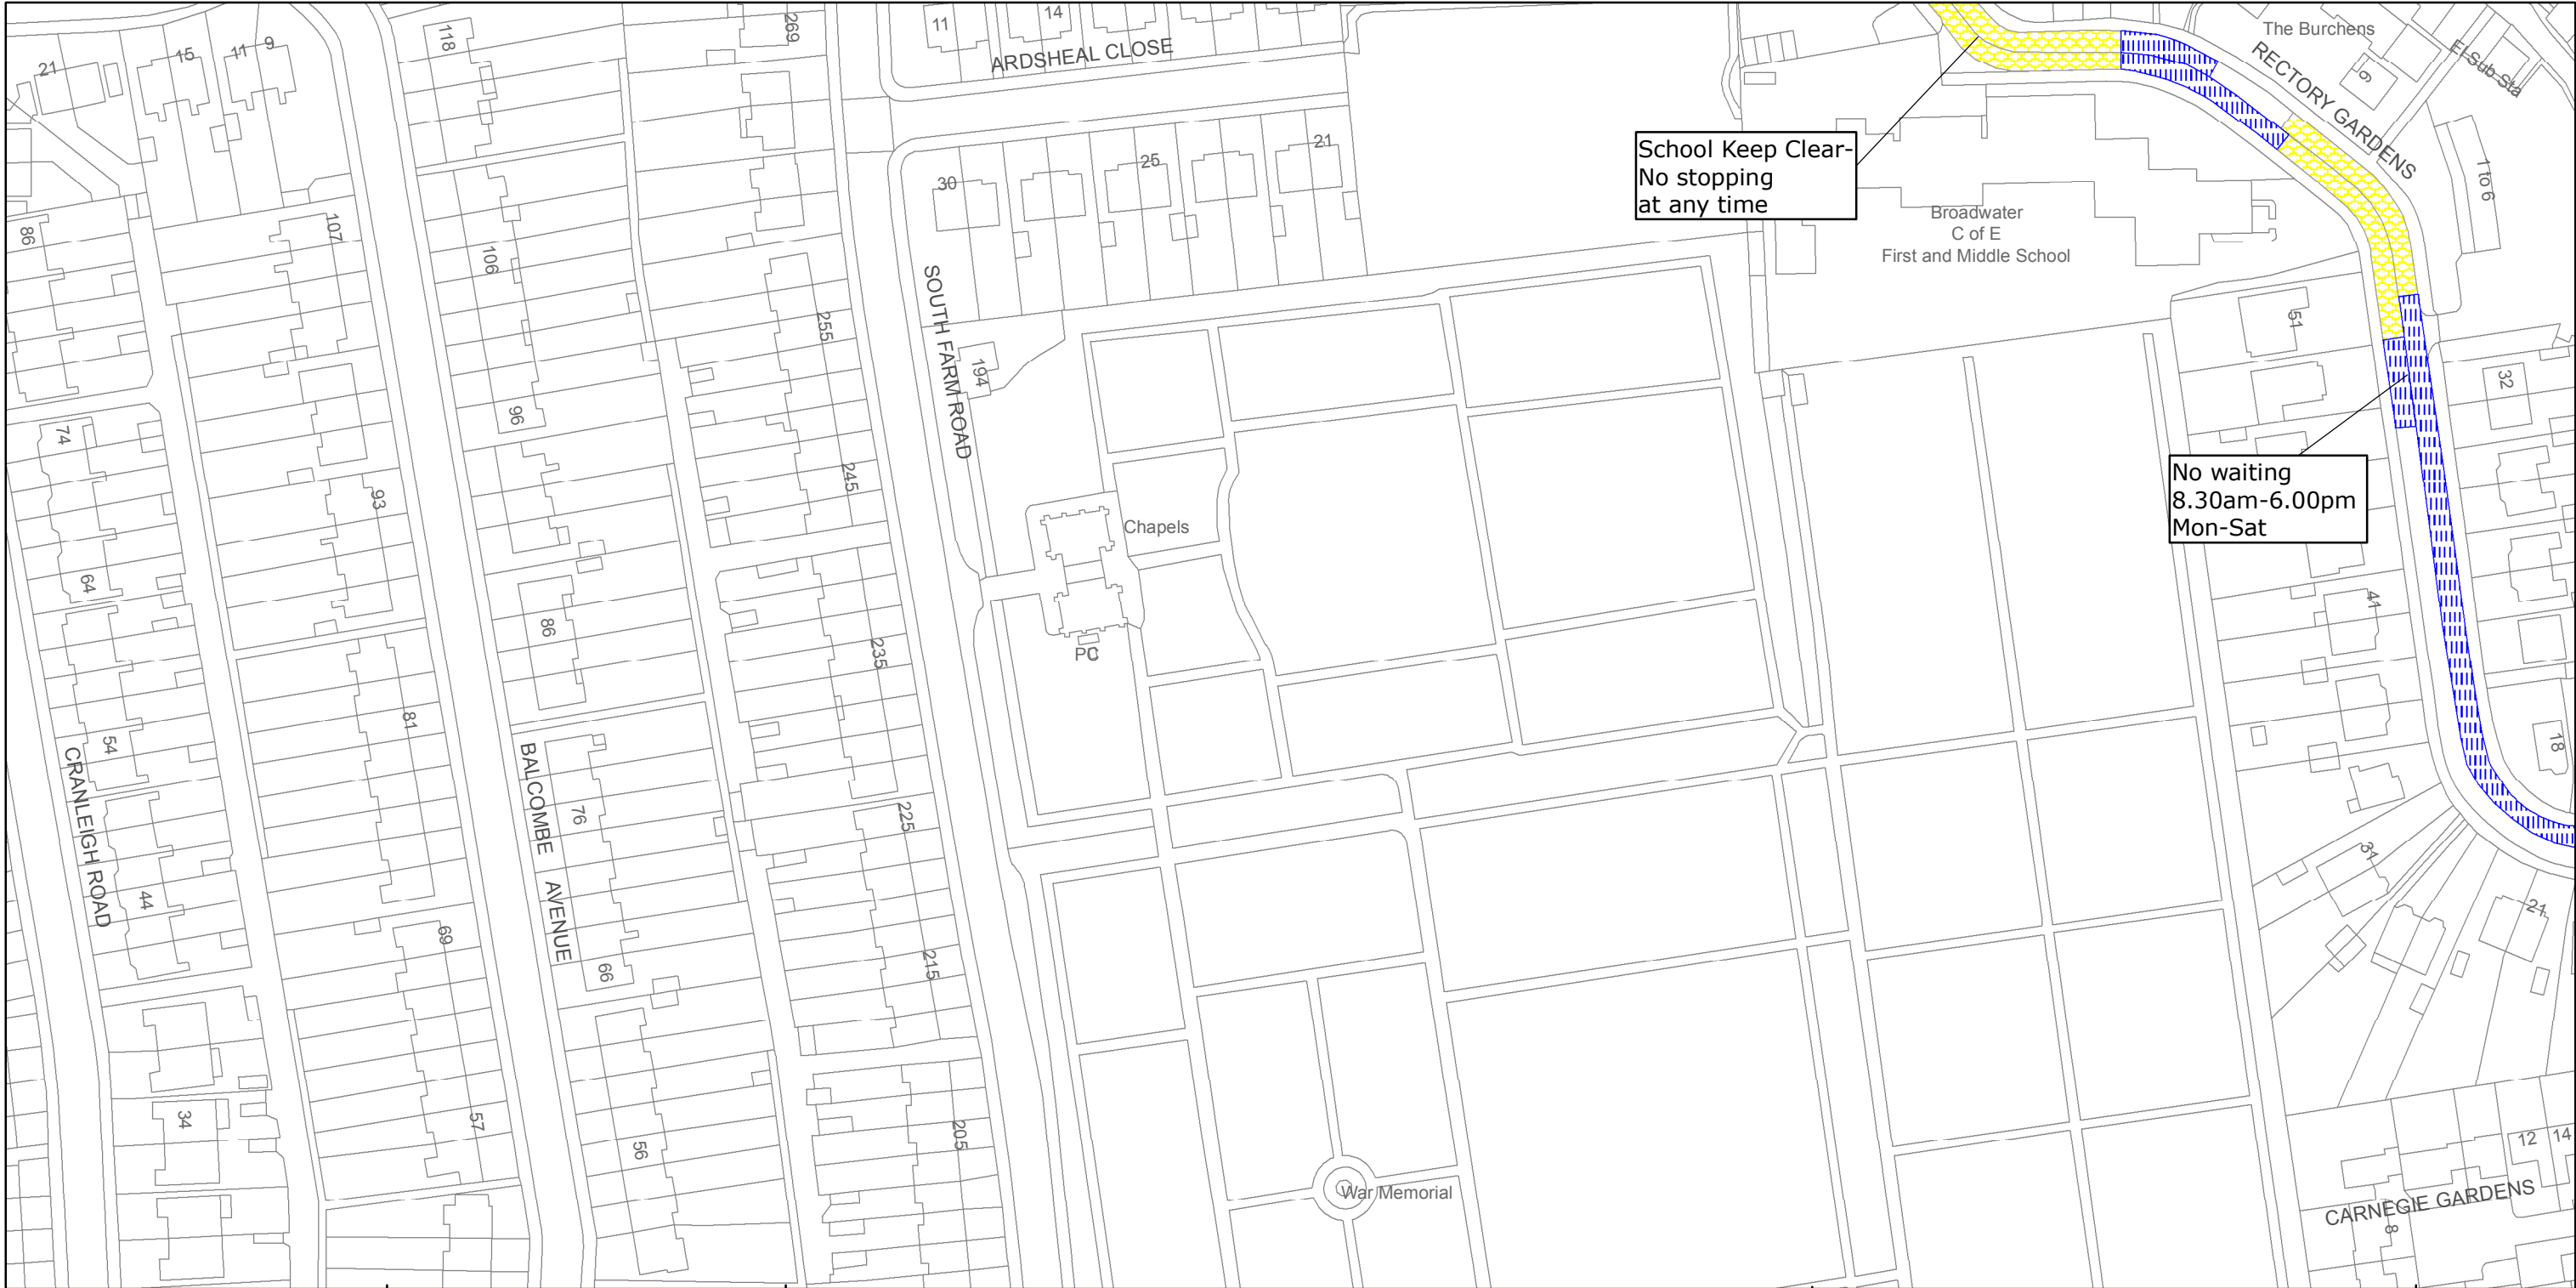 21
15
11
9
118
269
11
14
ARDSHEAL CLOSE
The Burchens
RECTORY GARDENS
El Sub Sta
9
1 to 6
School Keep Clear-
No stopping
at any time
Broadwater
C of E
First and Middle School
86
107
106
30
25
21
SOUTH FARM ROAD
255
194
51
32
96
74
93
245
Chapels
No waiting
8.30am-6.00pm
Mon-Sat
64
86
235
PC
41
81
54
18
CRANLEIGH ROAD
BALCOMBE AVENUE
76
225
31
44
69
21
66
215
34
57
56
205
12
14
War Memorial
CARNEGIE GARDENS
8